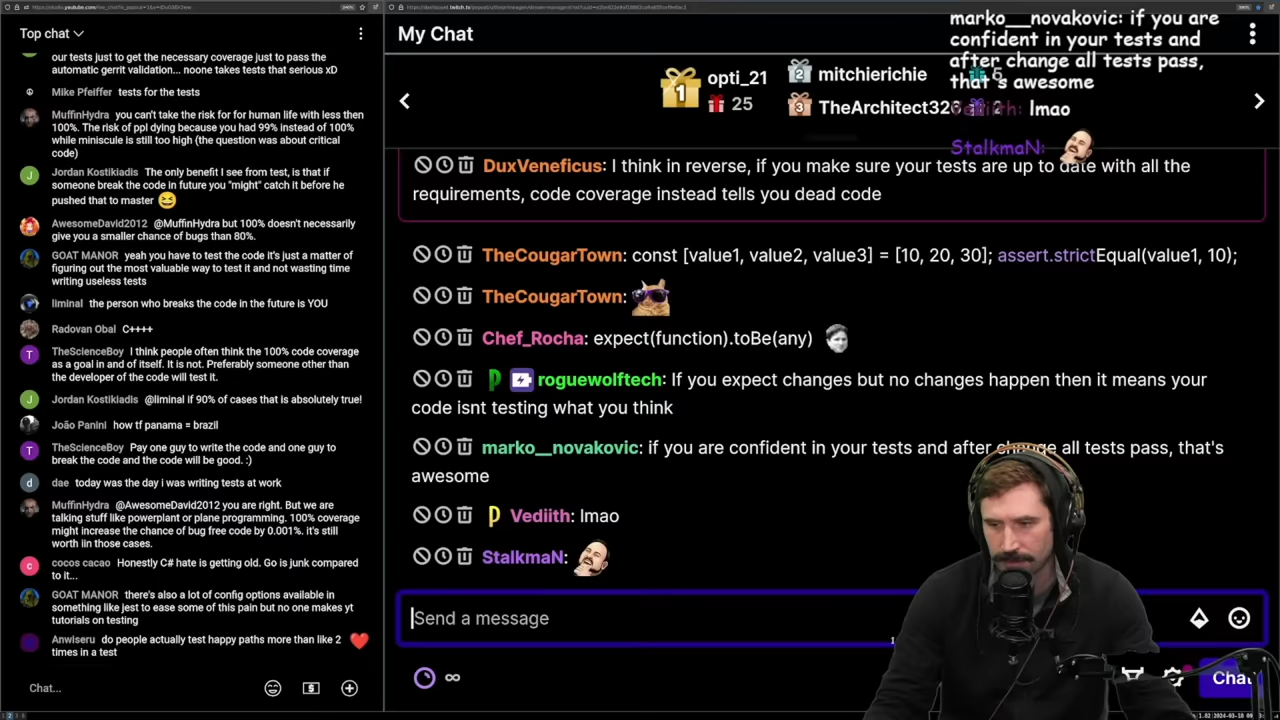 Top chat
our tests just to get the necessary coverage just to pass the
automatic gerrit validation... noone takes tests that serious xD
Mike Pfeiffer tests for the tests
MuffinHydra you can't take the risk for for human life with less then
100%. The risk of ppl dying because you had 99% instead of 100%
while miniscule is still too high (the question was about critical
code)
Jordan Kostikiadis The only benefit I see from test, is that if
someone break the code in future you "might" catch it before he
pushed that to master
AwesomeDavid2012 @MuffinHydra but 100% doesn't necessarily
give you a smaller chance of bugs than 80%.
GOAT MANOR yeah you have to test the code it's just a matter of
figuring out the most valuable way to test it and not wasting time
writing useless tests
liminal the person who breaks the code in the future is YOU
Radovan Obal C++++
TheScienceBoy I think people often think the 100% code coverage
as a goal in and of itself. It is not. Preferably someone other than
the developer of the code will test it.
Jordan Kostikiadis @liminal if 90% of cases that is absolutely true!
João Panini how tf panama = brazil
TheScienceBoy Pay one guy to write the code and one guy to
break the code and the code will be good. :)
dae today was the day i was writing tests at work
MuffinHydra @AwesomeDavid2012 you are right. But we are
talking stuff like powerplant or plane programming. 100% coverage
might increase the chance of bug free code by 0.001%. it's still
worth iin those cases.
cocos cacao Honestly C# hate is getting old. Go is junk compared
to it...
GOAT MANOR there's also a lot of config options available in
something like jest to ease some of this pain but no one makes yt
tutorials on testing
Anwiseru do people actually test happy paths more than like 2
times in a test
Chat...
My Chat
1 opti_21
25
2 mitchierichie
5
3 TheArchitect32
2
marko__novakovic: if you are
confident in your tests and
after change all tests pass,
that's awesome
Vediith: lmao
StalkmaN:
DuxVeneficus: I think in reverse, if you make sure your tests are up to date with all the
requirements, code coverage instead tells you dead code
TheCougarTown: const [value1, value2, value3] = [10, 20, 30]; assert.strictEqual(value1, 10);
TheCougarTown:
Chef_Rocha: expect(function).toBe(any)
roguewolftech: If you expect changes but no changes happen then it means your
code isnt testing what you think
marko__novakovic: if you are confident in your tests and after change all tests pass, that's
awesome
Vediith: lmao
StalkmaN:
Send a message
Chat